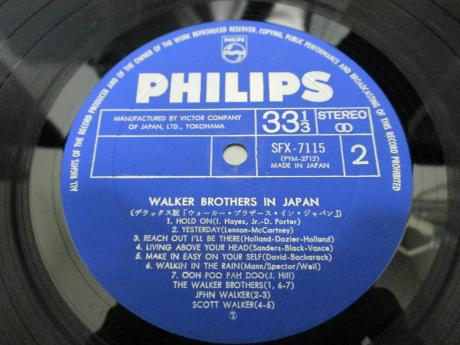 ALL RIGHTS OF THE RECORD PRODUCER AND OF THE OWNER OF THE WORK REPRODUCED RESERVED, COPYING, PUBLIC PERFORMANCE AND BROADCASTING OF THIS RECORD PROHIBITED
PHILIPS
PHILIPS
MANUFACTURED BY VICTOR COMPANY
OF JAPAN, LTD., YOKOHAMA
33 1/3
STEREO
SFX-7115
(PYM-2712)
MADE IN JAPAN
2
WALKER BROTHERS IN JAPAN
(デラックス版「ウォーカー・ブラザース・イン・ジャパン」)
1. HOLD ON(I. Hayes, Jr.-D. Porter)
2. YESTERDAY(Lennon-McCartney)
3. REACH OUT I'LL BE THERE(Holland-Dozier-Holland)
4. LIVING ABOVE YOUR HEAD(Sanders-Black-Vance)
5. MAKE IN EASY ON YOUR SELF(David-Bacharach)
6. WALKIN IN THE RAIN(Mann/Spector/Weil)
7. OOH POO PAH DOO(J. Hill)
THE WALKER BROTHERS(1, 6-7)
JPHN WALKER(2-3)
SCOTT WALKER(4-5)